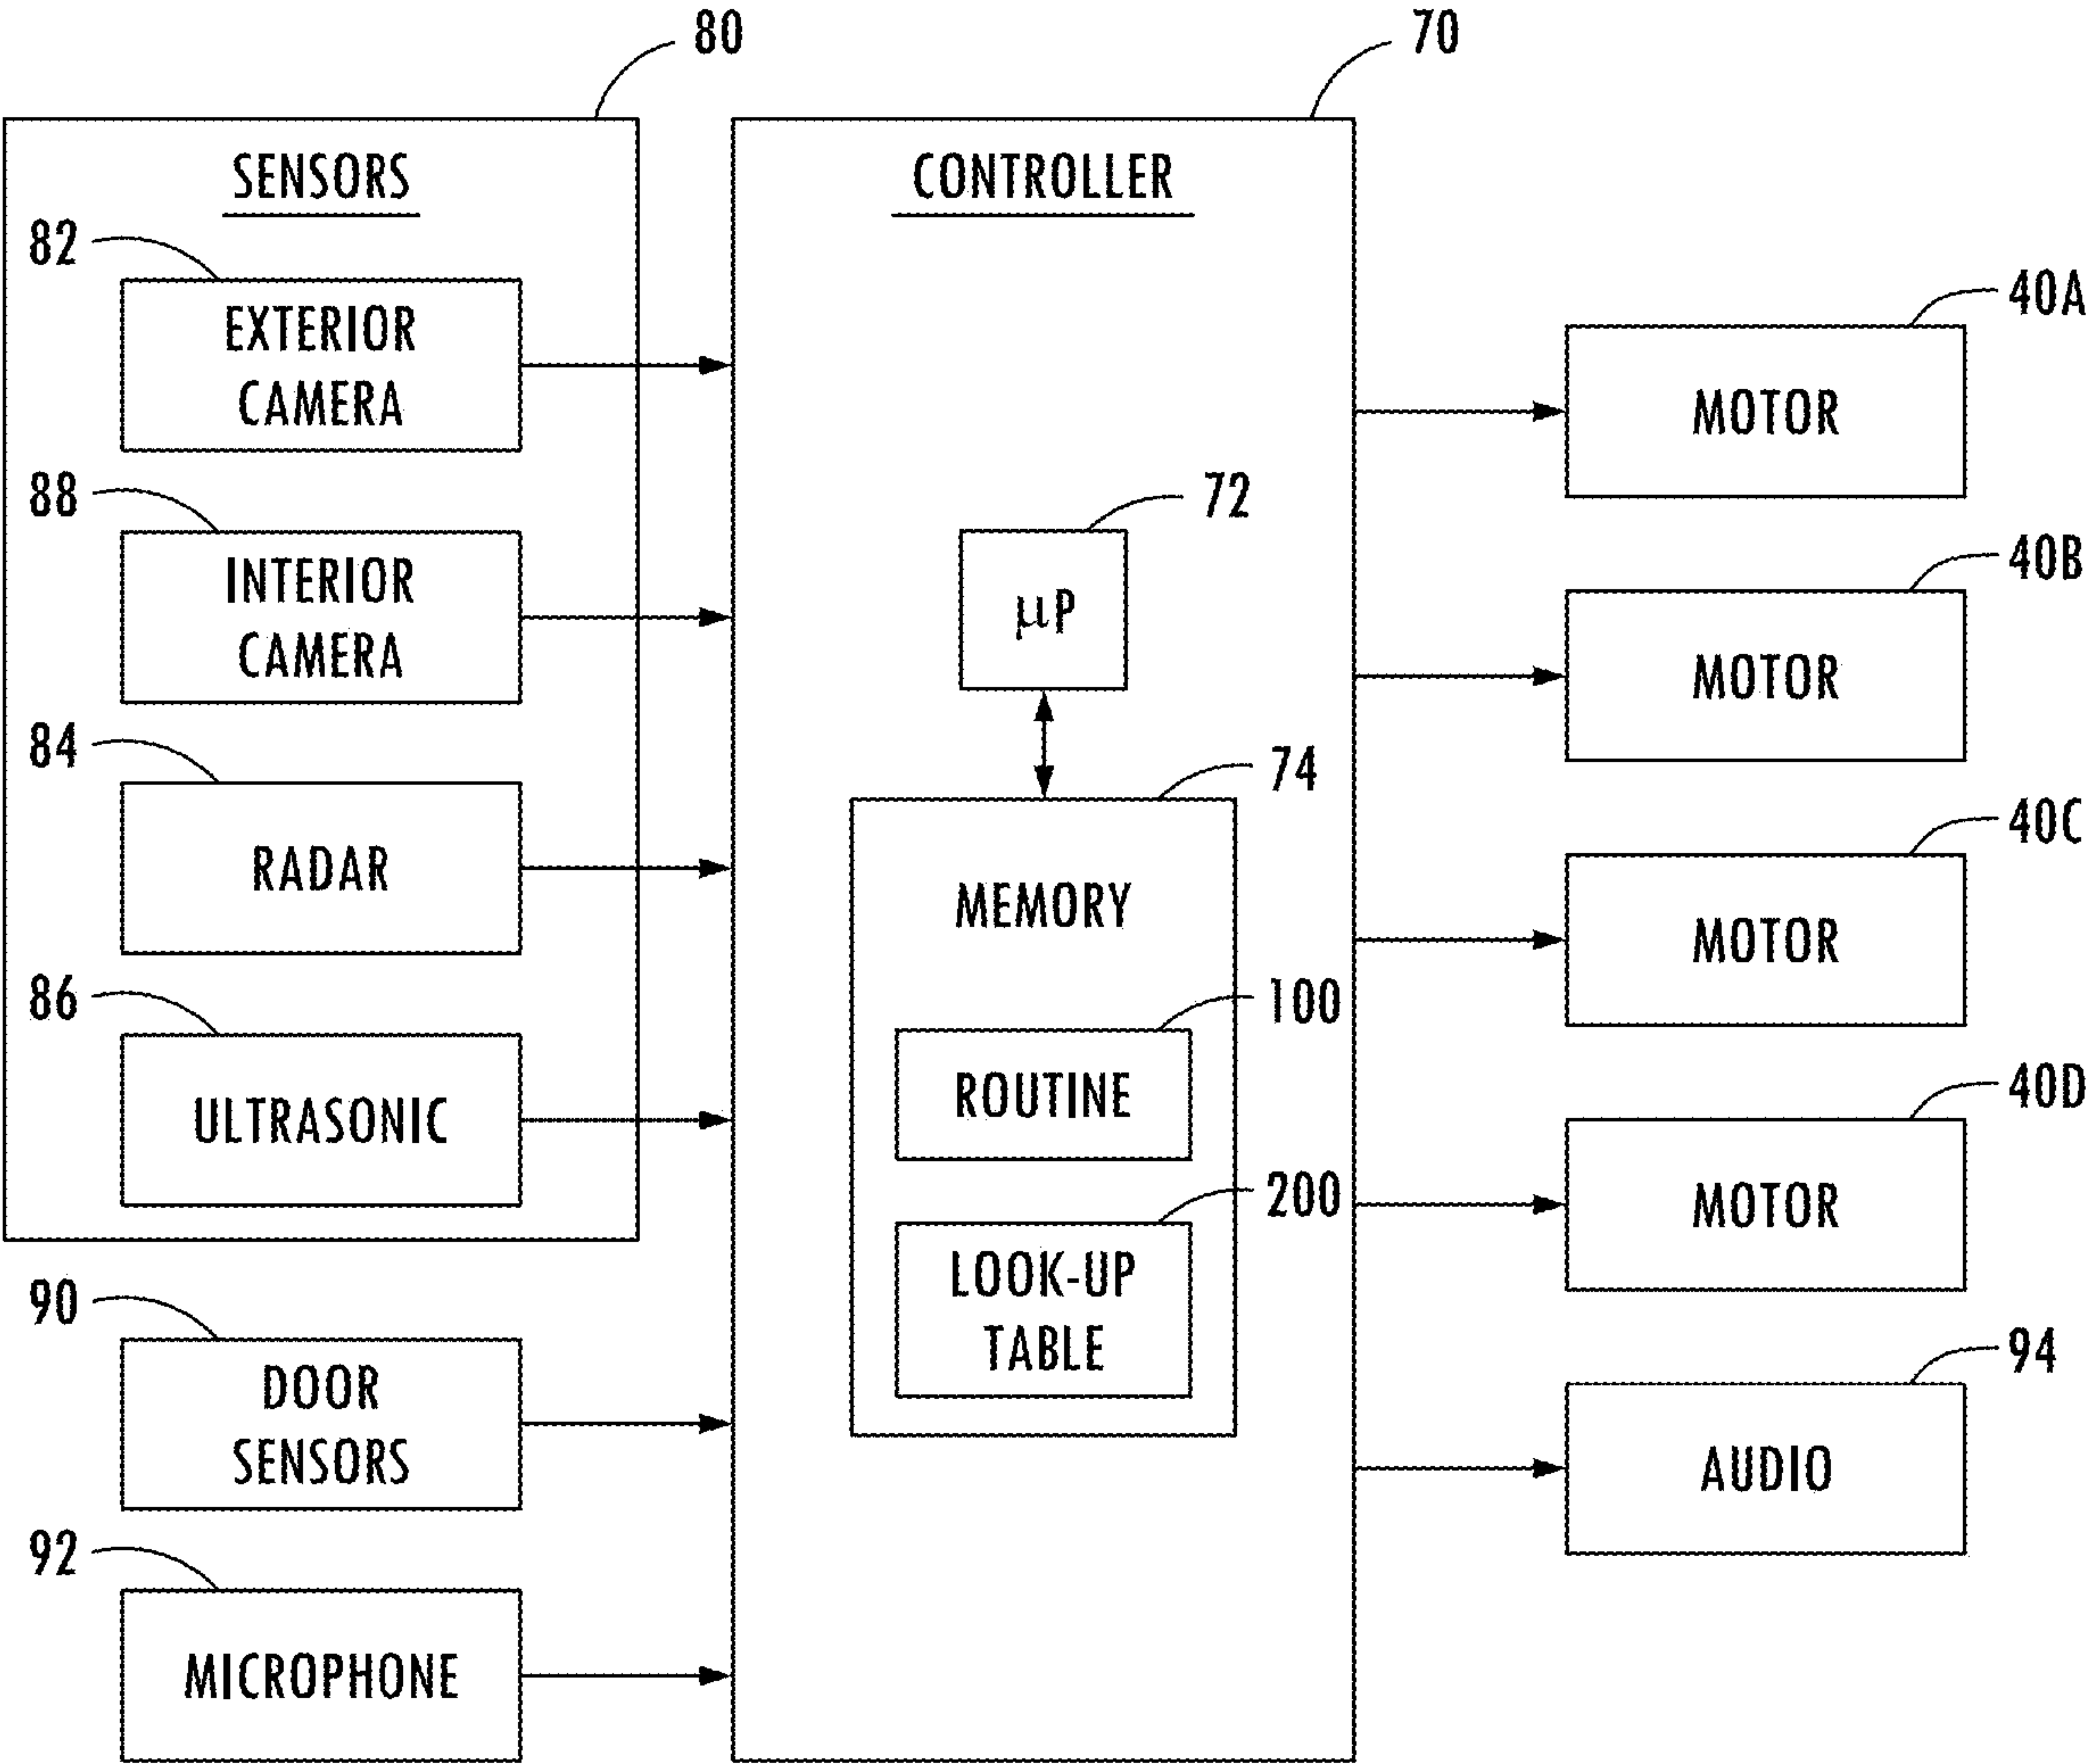 80
70
SENSORS
CONTROLLER
82
EXTERIOR
CAMERA
88
INTERIOR
CAMERA
84
RADAR
86
ULTRASONIC
90
DOOR
SENSORS
92
MICROPHONE
72
µP
74
MEMORY
100
ROUTINE
200
LOOK-UP
TABLE
40A
MOTOR
40B
MOTOR
40C
MOTOR
40D
MOTOR
94
AUDIO